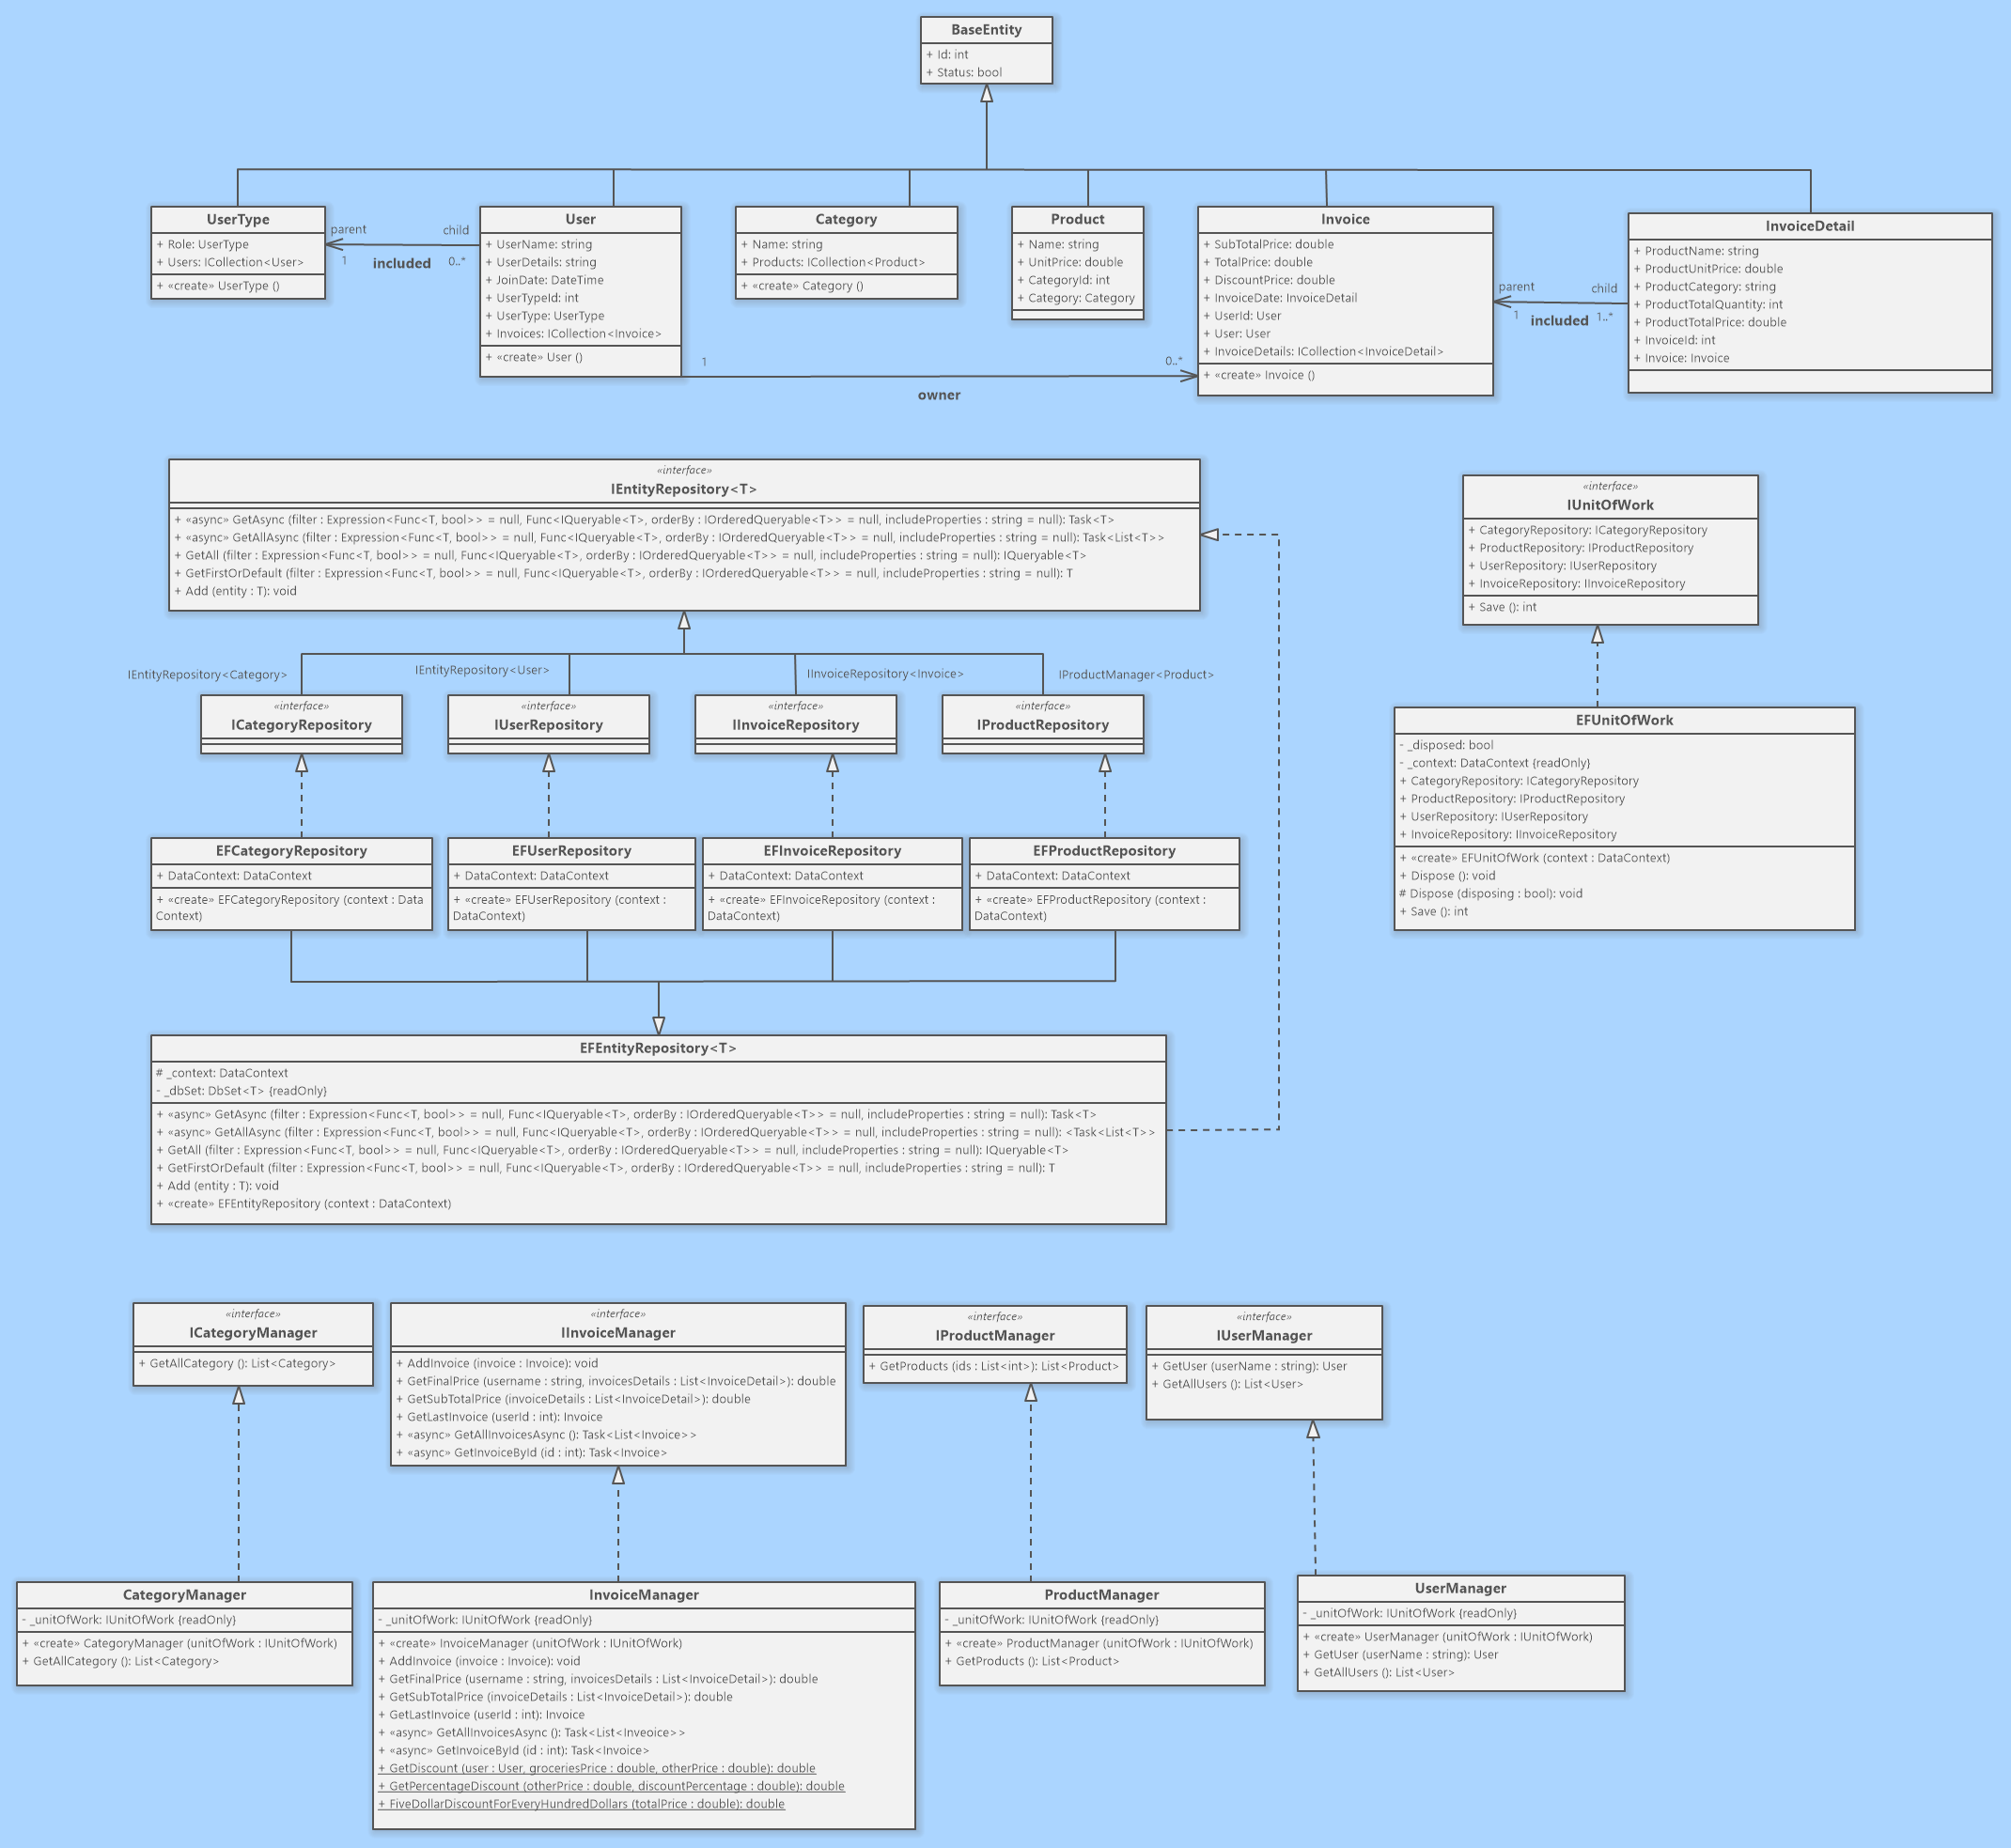 BaseEntity
+ Id: int
+ Status: bool
UserType
+ Role: UserType
+ Users: ICollection<User>
+ «create» UserType ()
parent
child
1
included
0..*
User
+ UserName: string
+ UserDetails: string
+ JoinDate: DateTime
+ UserTypeId: int
+ UserType: UserType
+ Invoices: ICollection<Invoice>
+ «create» User ()
Category
+ Name: string
+ Products: ICollection<Product>
+ «create» Category ()
Product
+ Name: string
+ UnitPrice: double
+ CategoryId: int
+ Category: Category
Invoice
+ SubTotalPrice: double
+ TotalPrice: double
+ DiscountPrice: double
+ InvoiceDate: InvoiceDetail
+ UserId: User
+ User: User
+ InvoiceDetails: ICollection<InvoiceDetail>
+ «create» Invoice ()
parent
child
1
included
1..*
InvoiceDetail
+ ProductName: string
+ ProductUnitPrice: double
+ ProductCategory: string
+ ProductTotalQuantity: int
+ ProductTotalPrice: double
+ InvoiceId: int
+ Invoice: Invoice
1
0..*
owner
«interface»
IEntityRepository<T>
+ «async» GetAsync (filter : Expression<Func<T, bool>> = null, Func<IQueryable<T>, orderBy : IOrderedQueryable<T>> = null, includeProperties : string = null): Task<T>
+ «async» GetAllAsync (filter : Expression<Func<T, bool>> = null, Func<IQueryable<T>, orderBy : IOrderedQueryable<T>> = null, includeProperties : string = null): Task<List<T>>
+ GetAll (filter : Expression<Func<T, bool>> = null, Func<IQueryable<T>, orderBy : IOrderedQueryable<T>> = null, includeProperties : string = null): IQueryable<T>
+ GetFirstOrDefault (filter : Expression<Func<T, bool>> = null, Func<IQueryable<T>, orderBy : IOrderedQueryable<T>> = null, includeProperties : string = null): T
+ Add (entity : T): void
«interface»
IUnitOfWork
+ CategoryRepository: ICategoryRepository
+ ProductRepository: IProductRepository
+ UserRepository: IUserRepository
+ InvoiceRepository: IInvoiceRepository
+ Save (): int
IEntityRepository<Category>
IEntityRepository<User>
IInvoiceRepository<Invoice>
IProductManager<Product>
«interface»
ICategoryRepository
«interface»
IUserRepository
«interface»
IInvoiceRepository
«interface»
IProductRepository
EFUnitOfWork
- _disposed: bool
- _context: DataContext {readOnly}
+ CategoryRepository: ICategoryRepository
+ ProductRepository: IProductRepository
+ UserRepository: IUserRepository
+ InvoiceRepository: IInvoiceRepository
+ «create» EFUnitOfWork (context : DataContext)
+ Dispose (): void
# Dispose (disposing : bool): void
+ Save (): int
EFCategoryRepository
+ DataContext: DataContext
+ «create» EFCategoryRepository (context : Data
Context)
EFUserRepository
+ DataContext: DataContext
+ «create» EFUserRepository (context :
DataContext)
EFInvoiceRepository
+ DataContext: DataContext
+ «create» EFInvoiceRepository (context :
DataContext)
EFProductRepository
+ DataContext: DataContext
+ «create» EFProductRepository (context :
DataContext)
EFEntityRepository<T>
# _context: DataContext
- _dbSet: DbSet<T> {readOnly}
+ «async» GetAsync (filter : Expression<Func<T, bool>> = null, Func<IQueryable<T>, orderBy : IOrderedQueryable<T>> = null, includeProperties : string = null): Task<T>
+ «async» GetAllAsync (filter : Expression<Func<T, bool>> = null, Func<IQueryable<T>, orderBy : IOrderedQueryable<T>> = null, includeProperties : string = null): <Task<List<T>>
+ GetAll (filter : Expression<Func<T, bool>> = null, Func<IQueryable<T>, orderBy : IOrderedQueryable<T>> = null, includeProperties : string = null): IQueryable<T>
+ GetFirstOrDefault (filter : Expression<Func<T, bool>> = null, Func<IQueryable<T>, orderBy : IOrderedQueryable<T>> = null, includeProperties : string = null): T
+ Add (entity : T): void
+ «create» EFEntityRepository (context : DataContext)
«interface»
ICategoryManager
+ GetAllCategory (): List<Category>
«interface»
IInvoiceManager
+ AddInvoice (invoice : Invoice): void
+ GetFinalPrice (username : string, invoicesDetails : List<InvoiceDetail>): double
+ GetSubTotalPrice (invoiceDetails : List<InvoiceDetail>): double
+ GetLastInvoice (userId : int): Invoice
+ «async» GetAllInvoicesAsync (): Task<List<Invoice>>
+ «async» GetInvoiceById (id : int): Task<Invoice>
«interface»
IProductManager
+ GetProducts (ids : List<int>): List<Product>
«interface»
IUserManager
+ GetUser (userName : string): User
+ GetAllUsers (): List<User>
CategoryManager
- _unitOfWork: IUnitOfWork {readOnly}
+ «create» CategoryManager (unitOfWork : IUnitOfWork)
+ GetAllCategory (): List<Category>
InvoiceManager
- _unitOfWork: IUnitOfWork {readOnly}
+ «create» InvoiceManager (unitOfWork : IUnitOfWork)
+ AddInvoice (invoice : Invoice): void
+ GetFinalPrice (username : string, invoicesDetails : List<InvoiceDetail>): double
+ GetSubTotalPrice (invoiceDetails : List<InvoiceDetail>): double
+ GetLastInvoice (userId : int): Invoice
+ «async» GetAllInvoicesAsync (): Task<List<Inveoice>>
+ «async» GetInvoiceById (id : int): Task<Invoice>
+ GetDiscount (user : User, groceriesPrice : double, otherPrice : double): double
+ GetPercentageDiscount (otherPrice : double, discountPercentage : double): double
+ FiveDollarDiscountForEveryHundredDollars (totalPrice : double): double
ProductManager
- _unitOfWork: IUnitOfWork {readOnly}
+ «create» ProductManager (unitOfWork : IUnitOfWork)
+ GetProducts (): List<Product>
UserManager
- _unitOfWork: IUnitOfWork {readOnly}
+ «create» UserManager (unitOfWork : IUnitOfWork)
+ GetUser (userName : string): User
+ GetAllUsers (): List<User>